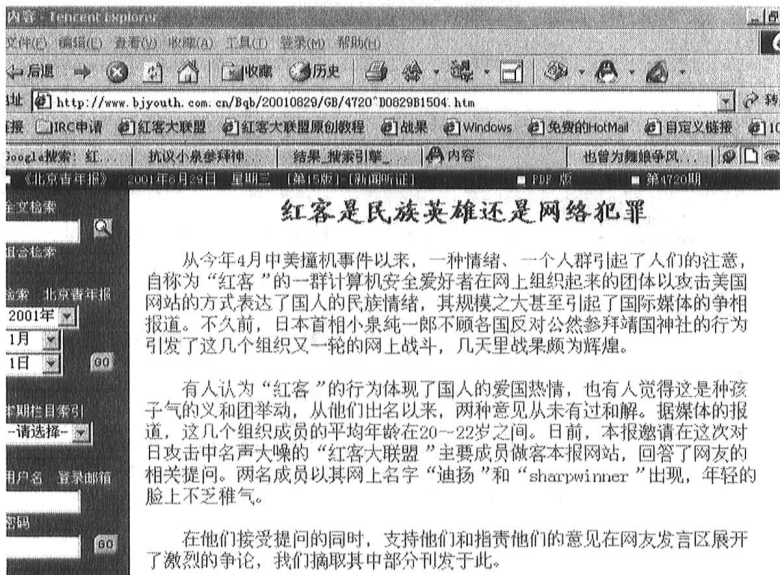 内容 - Tencent Explorer
文件(F) 编辑(E) 查看(V) 收藏(A) 工具(T) 登录(M) 帮助(H)
后退 收藏 历史
址 http://www.bjyouth.com.cn/Bqb/20010829/GB/4720^D0829B1504.htm 转
链接 IRC申请 红客大联盟 红客大联盟原创教程 战果 Windows 免费的HotMail 自定义链接
Google搜索: 红... 抗议小泉参拜神... 结果_搜索引擎_... 内容 也曾为舞娘争风...
《北京青年报》 2001年8月29日 星期三 [第15版]-[新闻听证] PDF 版 第4720期
全文检索
组合检索
检索 北京青年报
2001年
1月
1日 GO
本期栏目索引
-请选择-
用户名 登录邮箱
密码
GO
红客是民族英雄还是网络犯罪
从今年4月中美撞机事件以来，一种情绪、一个人群引起了人们的注意，
自称为“红客”的一群计算机安全爱好者在网上组织起来的团体以攻击美国
网站的方式表达了国人的民族情绪，其规模之大甚至引起了国际媒体的争相
报道。不久前，日本首相小泉纯一郎不顾各国反对公然参拜靖国神社的行为
引发了这几个组织又一轮的网上战斗，几天里战果颇为辉煌。
有人认为“红客”的行为体现了国人的爱国热情，也有人觉得这是种孩
子气的义和团举动，从他们出名以来，两种意见从未有过和解。据媒体的报
道，这几个组织成员的平均年龄在20～22岁之间。日前，本报邀请在这次对
日攻击中名声大噪的“红客大联盟”主要成员做客本报网站，回答了网友的
相关提问。两名成员以其网上名字“迪扬”和“sharpwinner”出现，年轻的
脸上不乏稚气。
在他们接受提问的同时，支持他们和指责他们的意见在网友发言区展开
了激烈的争论，我们摘取其中部分刊发于此。